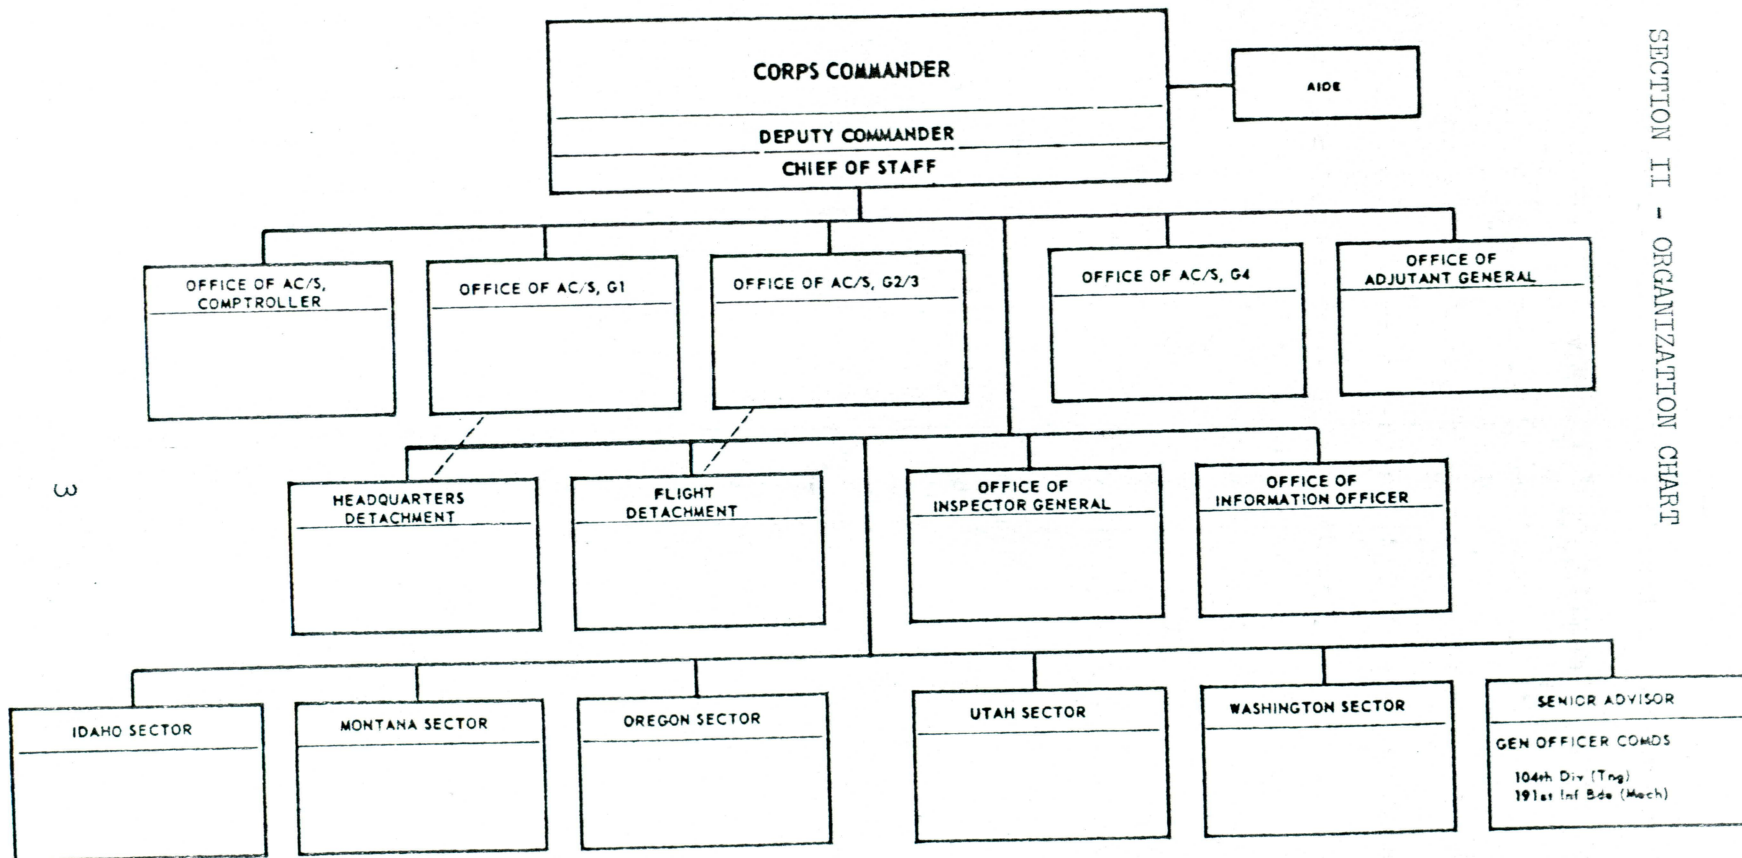 SECTION II - ORGANIZATION CHART
CORPS COMMANDER
AIDE
DEPUTY COMMANDER
CHIEF OF STAFF
OFFICE OF AC/S,
COMPTROLLER
OFFICE OF AC/S, G1
OFFICE OF AC/S, G2/3
OFFICE OF AC/S, G4
OFFICE OF
ADJUTANT GENERAL
HEADQUARTERS
DETACHMENT
FLIGHT
DETACHMENT
OFFICE OF
INSPECTOR GENERAL
OFFICE OF
INFORMATION OFFICER
IDAHO SECTOR
MONTANA SECTOR
OREGON SECTOR
UTAH SECTOR
WASHINGTON SECTOR
SENIOR ADVISOR
GEN OFFICER COMDS
104th Div (Tng)
191st Inf Bde (Mech)
3